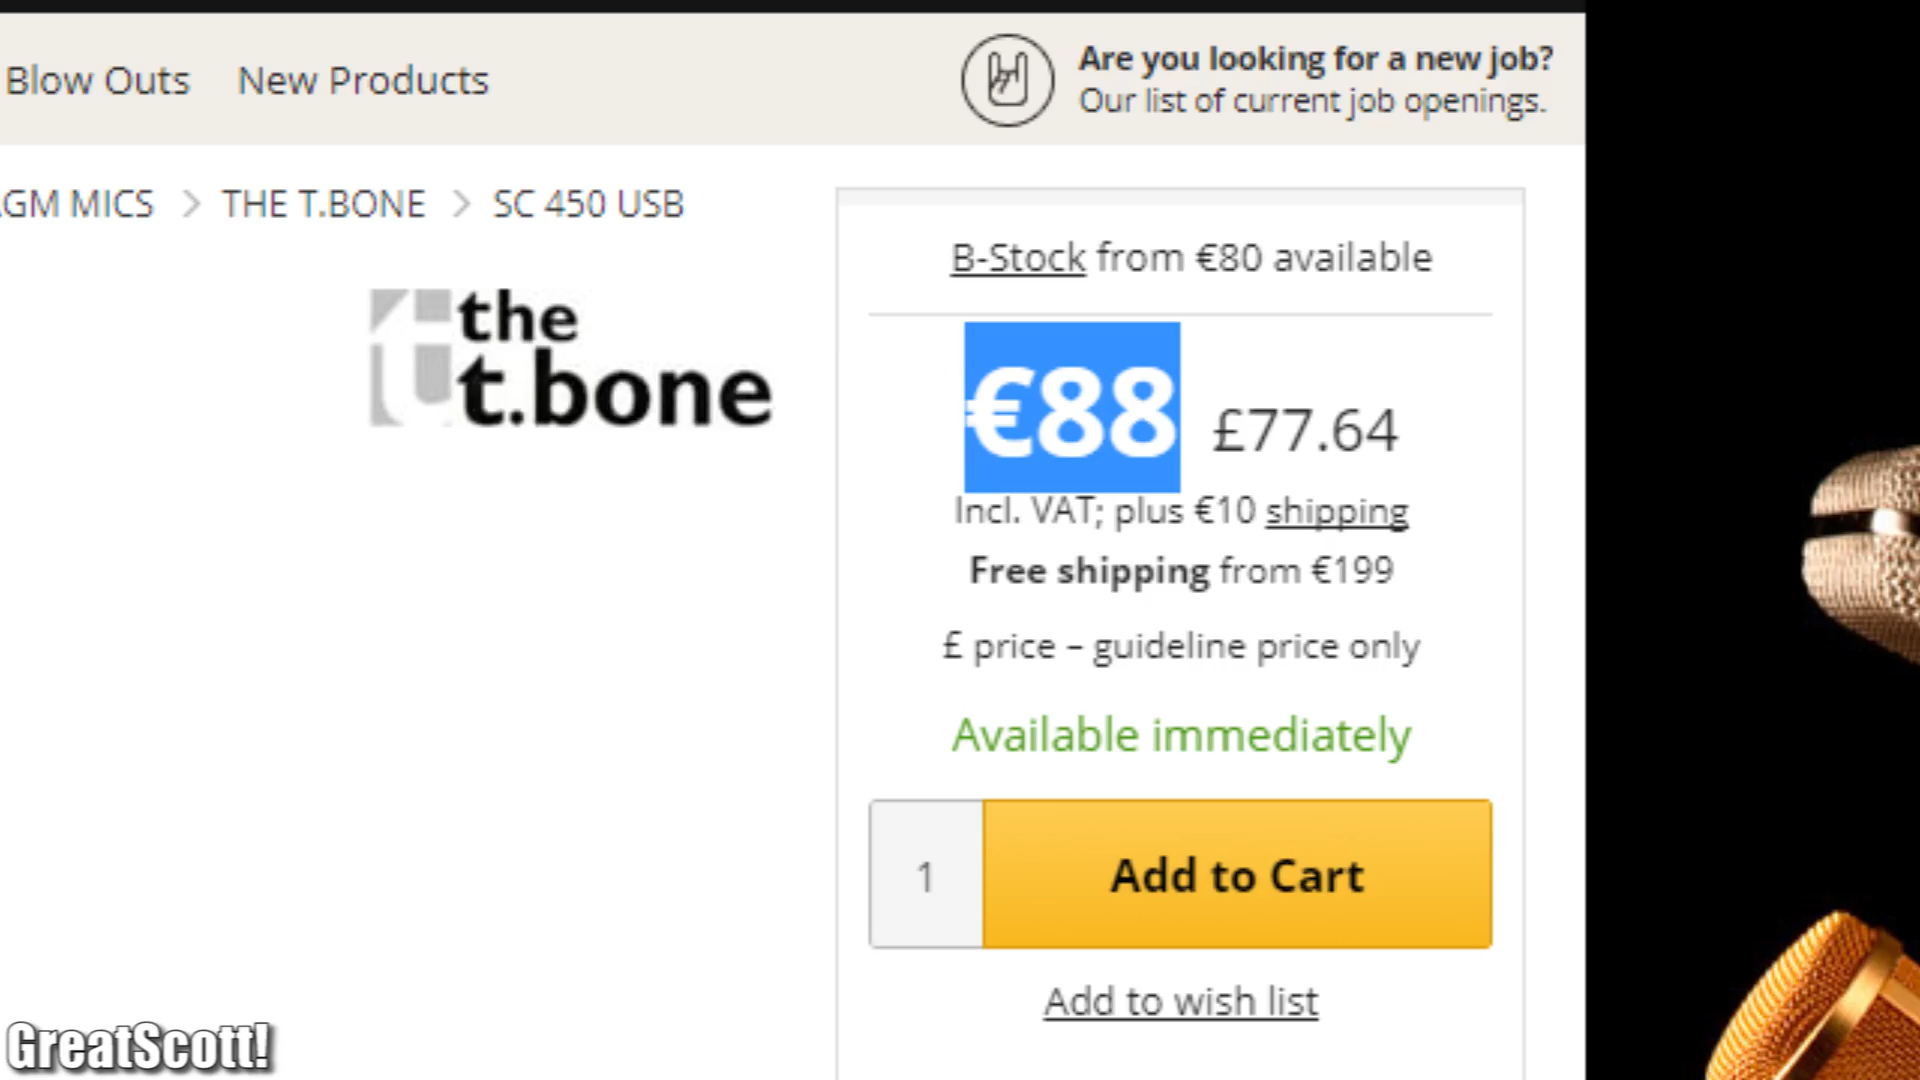 Blow Outs New Products
Are you looking for a new job?
Our list of current job openings.
GM MICS > THE T.BONE > SC 450 USB
the
t.bone
B-Stock from €80 available
€88 £77.64
Incl. VAT; plus €10 shipping
Free shipping from €199
£ price – guideline price only
Available immediately
1 Add to Cart
Add to wish list
GreatScott!